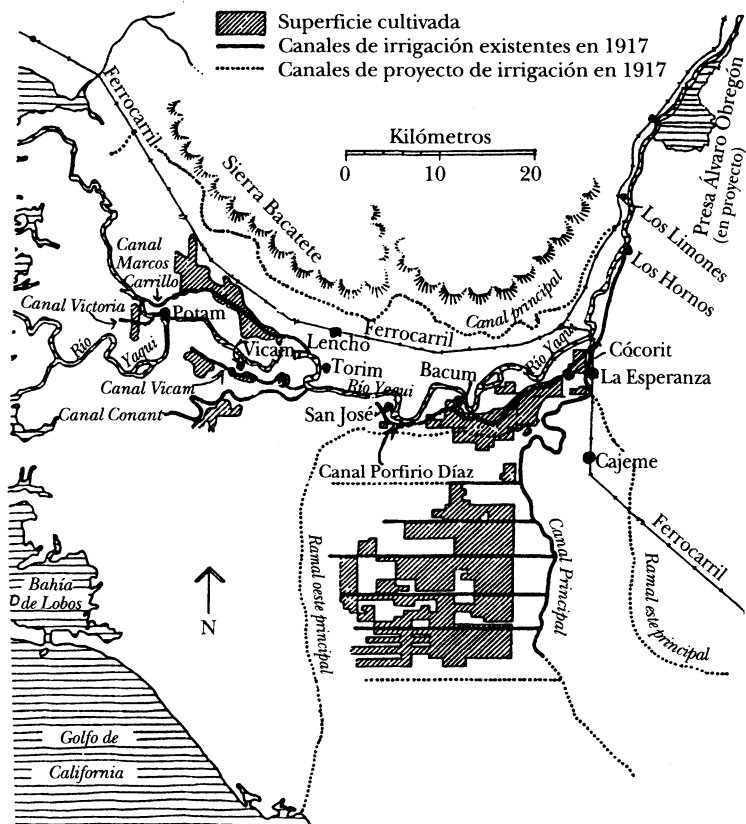 Superficie cultivada
Canales de irrigación existentes en 1917
Canales de proyecto de irrigación en 1917
Ferrocarril
Kilómetros
0 10 20
Sierra Bacatete
Presa Álvaro Obregón
(en proyecto)
Los Limones
Los Hornos
Canal
Marcos
Carrillo
Canal principal
Canal Victoria
Potam
Ferrocarril
Lencho
Río
Yaqui
Vicam
Río Yaqui
Cócorit
Torim
Bacum
La Esperanza
Canal Vicam
Río Yaqui
Canal Conant
San José
Canal Porfirio Díaz
Cajeme
Ferrocarril
Ramal oeste principal
Canal Principal
Ramal este principal
Bahía
de Lobos
N
Golfo de
California